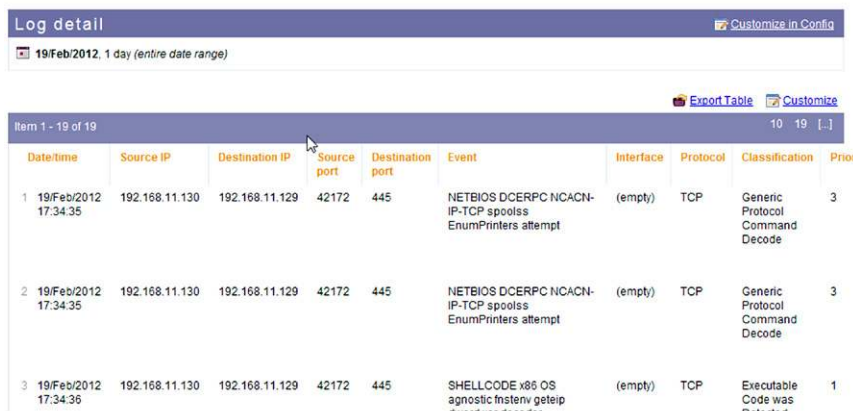 Log detail
Customize in Config
19/Feb/2012, 1 day (entire date range)
Export Table Customize
Item 1 - 19 of 19
10 19 [...]
Date/time Source IP Destination IP Source port Destination port Event Interface Protocol Classification Prior
1 19/Feb/2012 17:34:35 192.168.11.130 192.168.11.129 42172 445 NETBIOS DCERPC NCACN-IP-TCP spoolss EnumPrinters attempt (empty) TCP Generic Protocol Command Decode 3
2 19/Feb/2012 17:34:35 192.168.11.130 192.168.11.129 42172 445 NETBIOS DCERPC NCACN-IP-TCP spoolss EnumPrinters attempt (empty) TCP Generic Protocol Command Decode 3
3 19/Feb/2012 17:34:36 192.168.11.130 192.168.11.129 42172 445 SHELLCODE x86 OS agnostic fnstenv geteip (empty) TCP Executable Code was 1